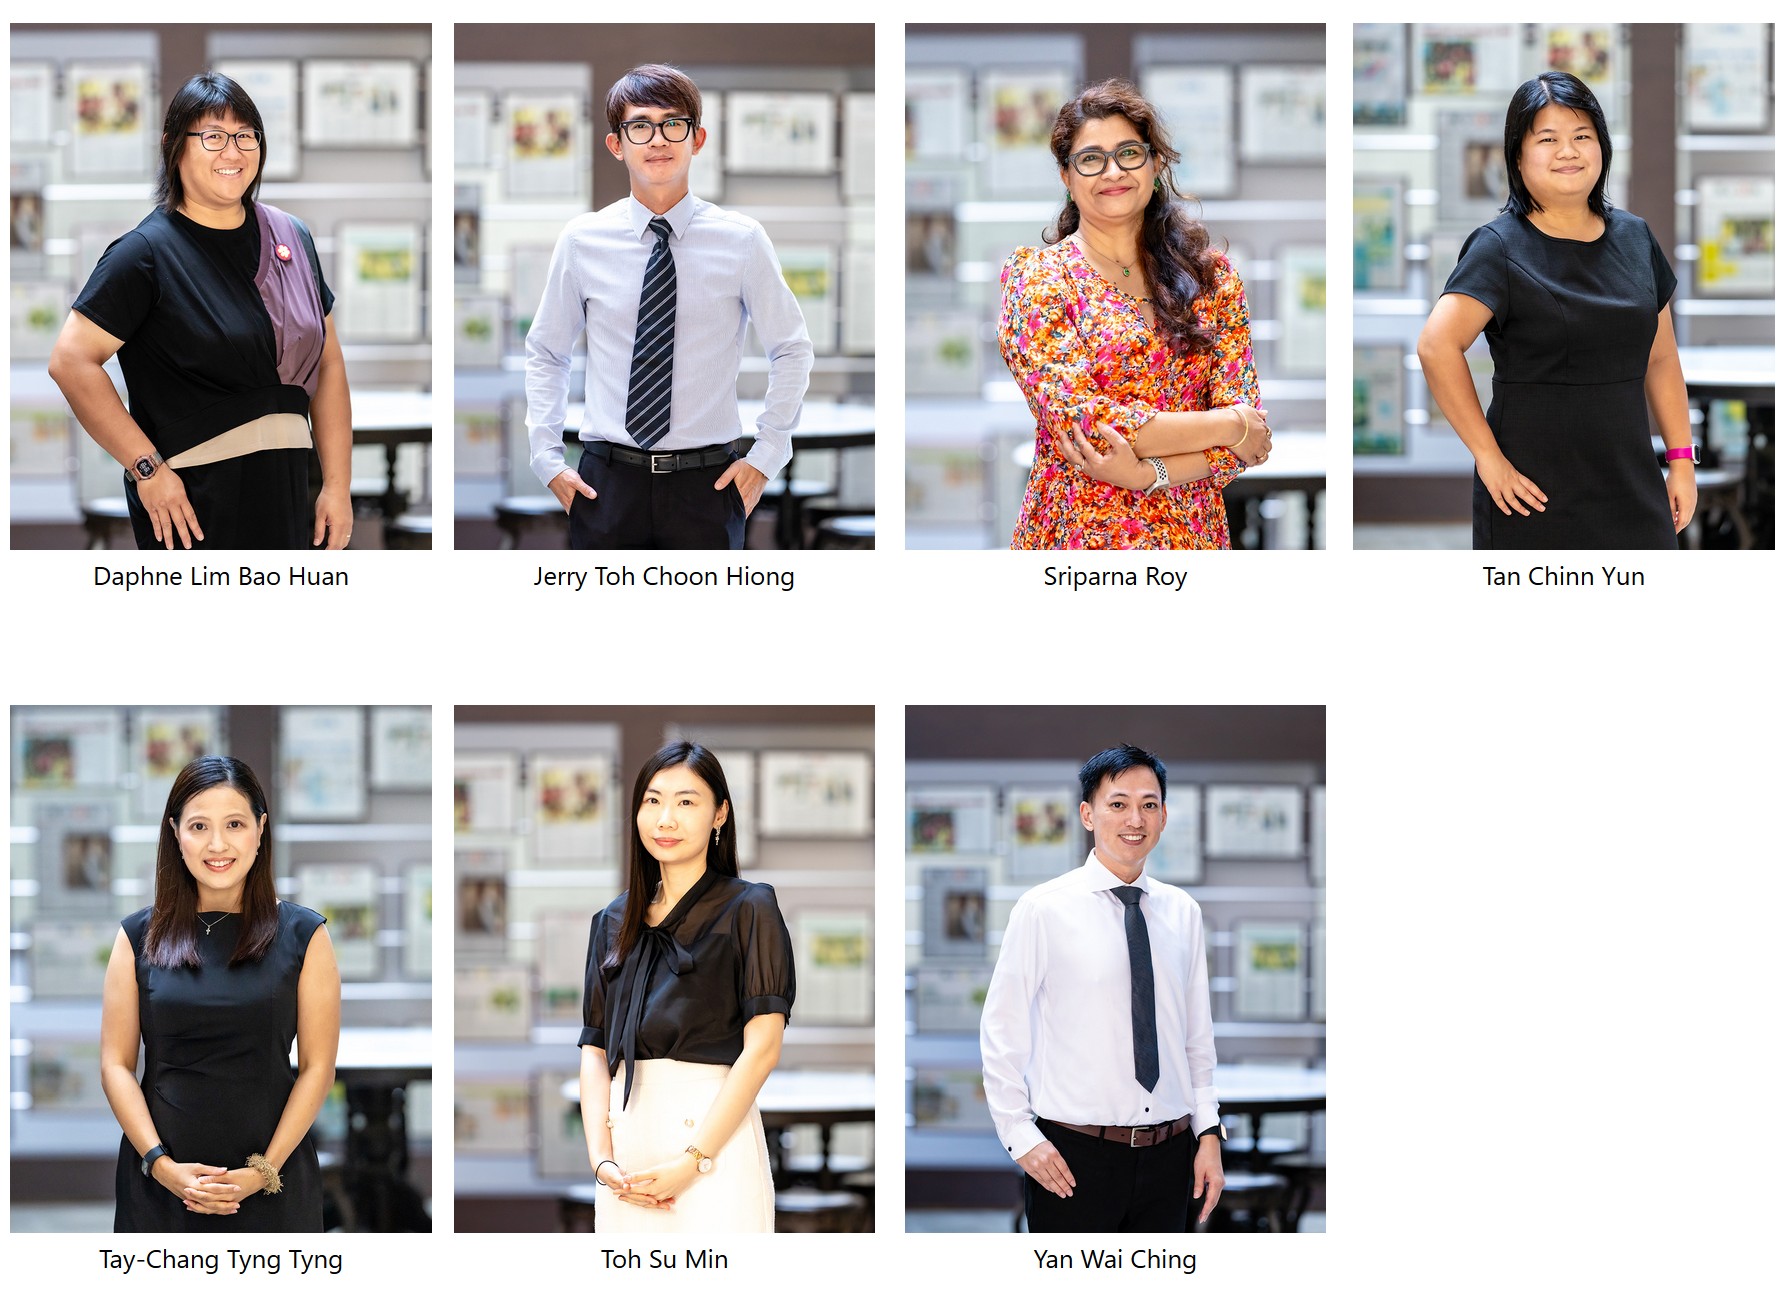 Daphne Lim Bao Huan
Jerry Toh Choon Hiong
Sriparna Roy
Tan Chinn Yun
Tay-Chang Tyng Tyng
Toh Su Min
Yan Wai Ching